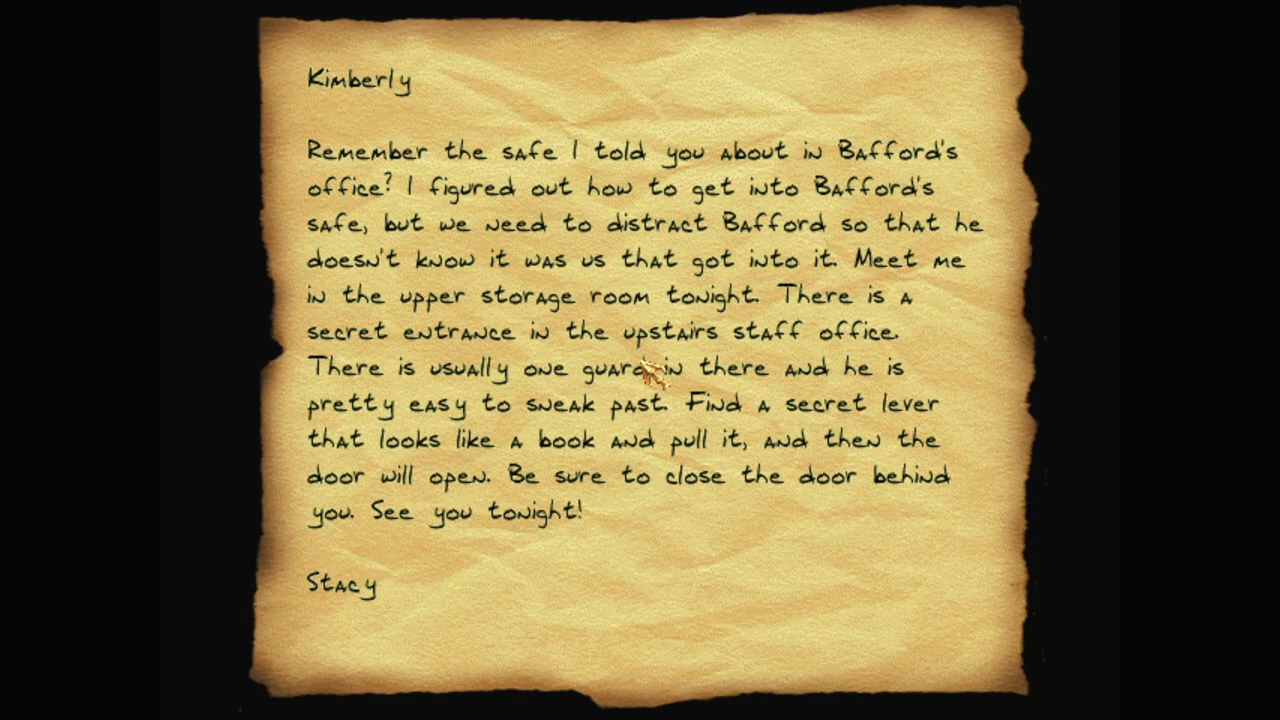 Kimberly
Remember the safe I told you about in Bafford's
office? I figured out how to get into Bafford's
safe, but we need to distract Bafford so that he
doesn't know it was us that got into it. Meet me
in the upper storage room tonight. There is a
secret entrance in the upstairs staff office.
There is usually one guard in there and he is
pretty easy to sneak past. Find a secret lever
that looks like a book and pull it, and then the
door will open. Be sure to close the door behind
you. See you tonight!
Stacy